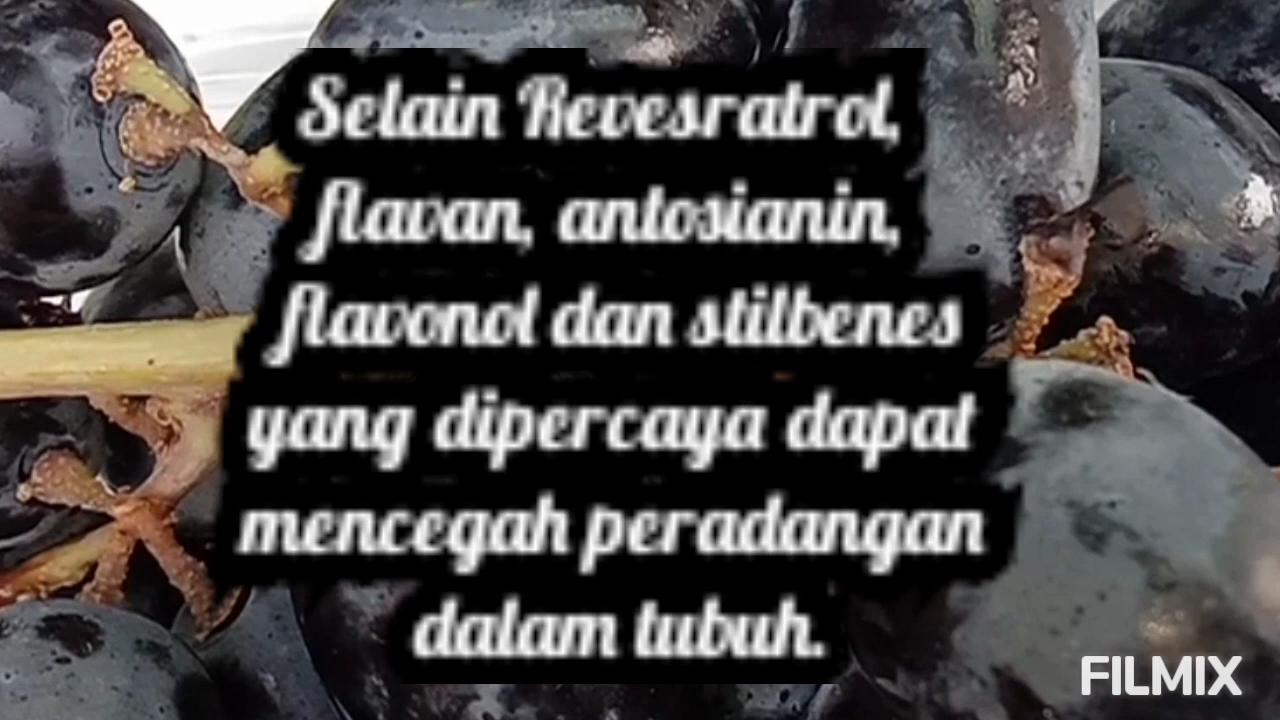 Selain Revesratrol,
flavan, antosianin,
flavonol dan stilbenes
yang dipercaya dapat
mencegah peradangan
dalam tubuh.
FILMIX